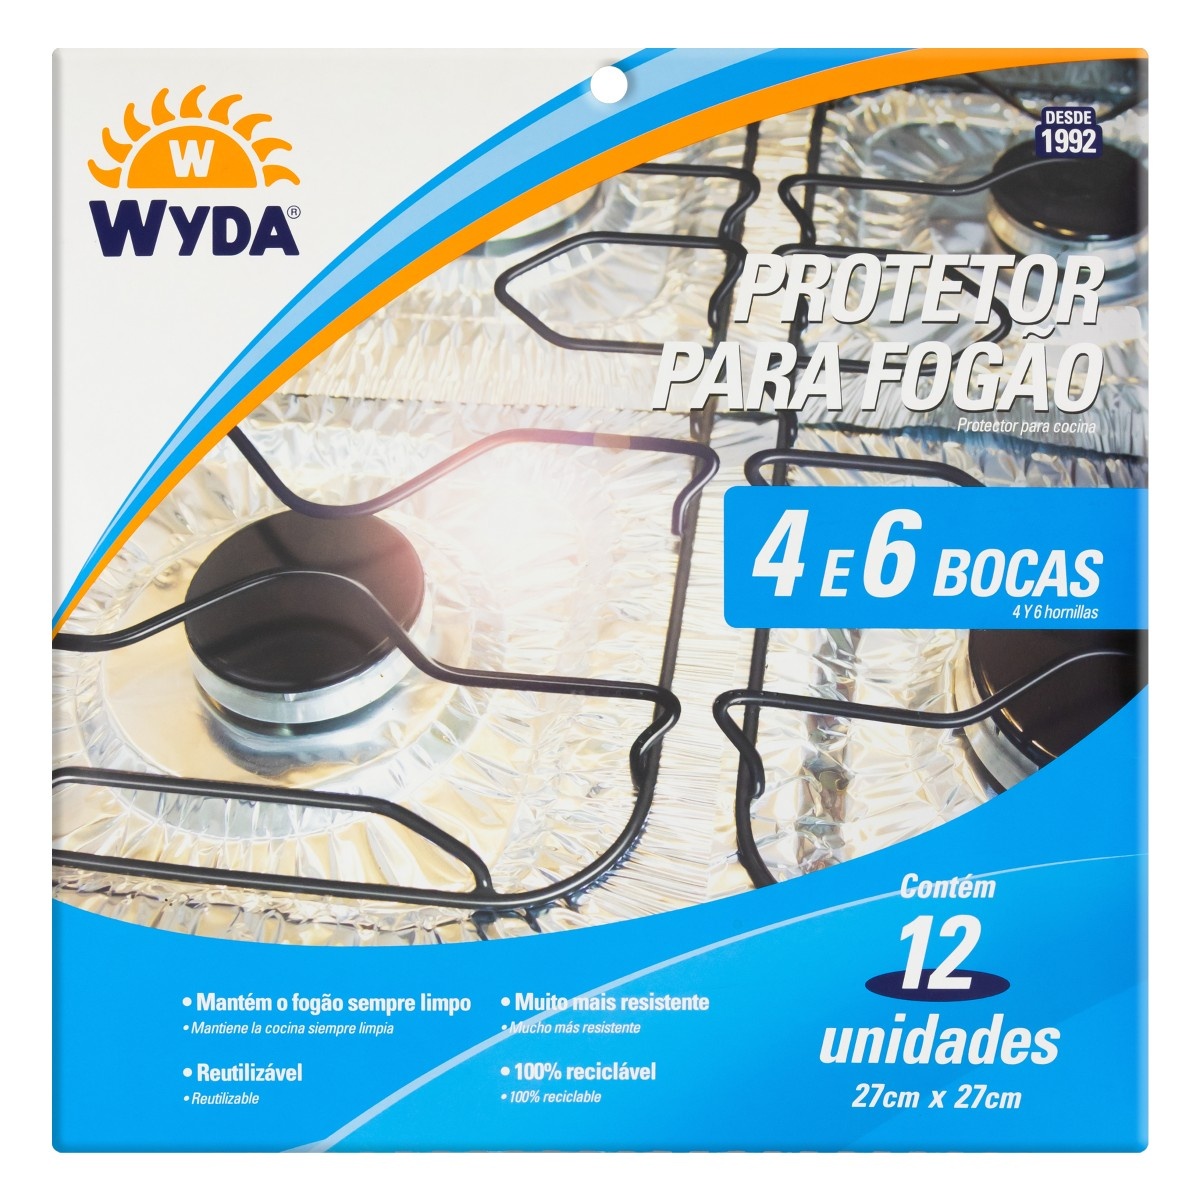 W
WYDA®
DESDE
1992
PROTETOR
PARA FOGÃO
Protector para cocina
4 E 6 BOCAS
4 Y 6 hornillas
Contém
12
unidades
27cm x 27cm
• Mantém o fogão sempre limpo
• Mantiene la cocina siempre limpia
• Reutilizável
• Reutilizable
• Muito mais resistente
• Mucho más resistente
• 100% reciclável
• 100% reciclable